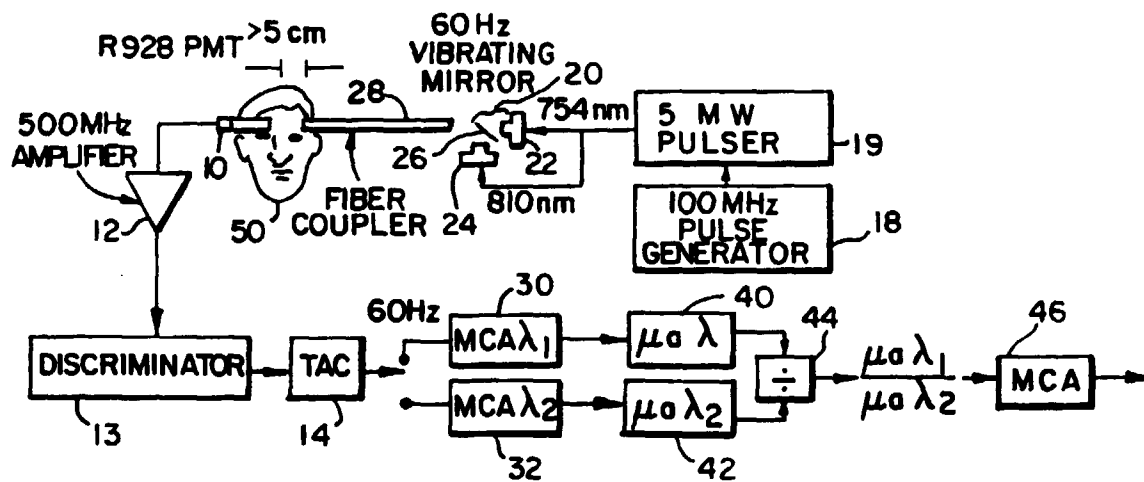 R928 PMT
>5 cm
60Hz
VIBRATING
MIRROR
20
28
754nm
5 MW
PULSER
19
500MHz
AMPLIFIER
10
26
22
24
810nm
FIBER
COUPLER
50
12
100MHz
PULSE
GENERATOR
18
60Hz
30
40
44
46
DISCRIMINATOR
TAC
MCAλ1
μa λ
÷
μa λ1
μa λ2
MCA
MCAλ2
μa λ2
13
14
32
42